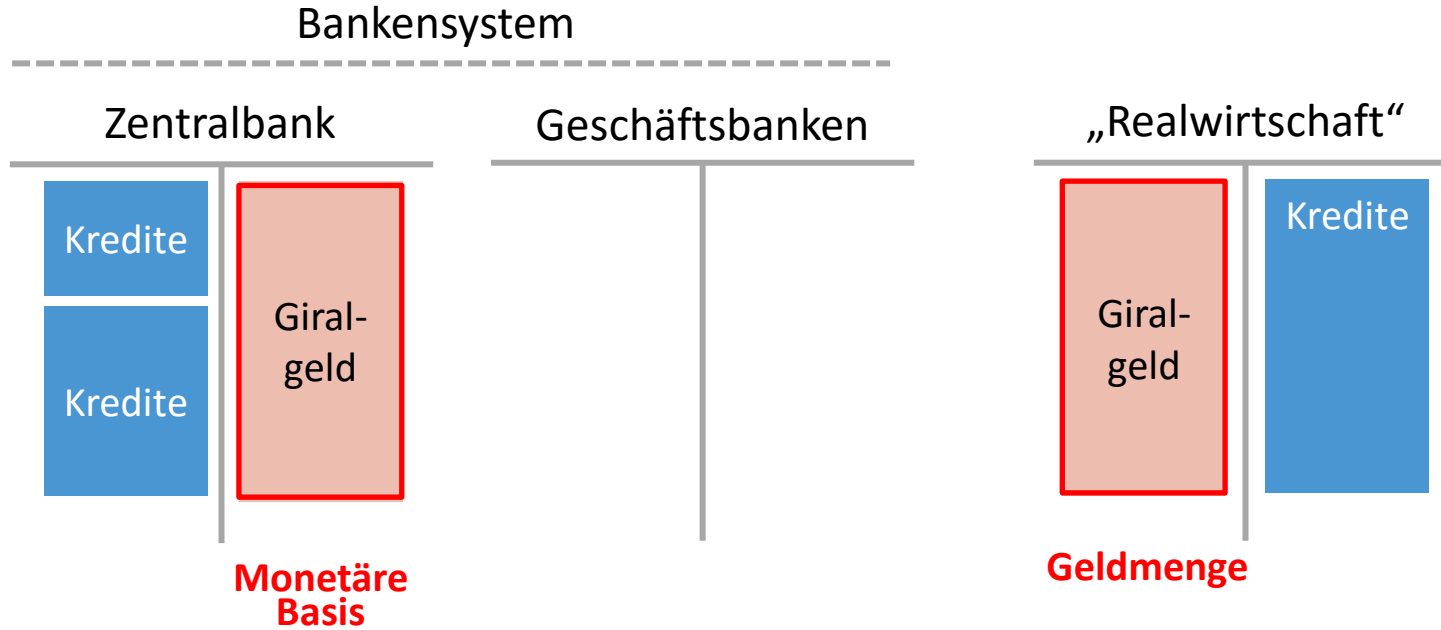 Bankensystem
Zentralbank
Geschäftsbanken
„Realwirtschaft“
Kredite
Kredite
Giral-
geld
Monetäre
Basis
Giral-
geld
Kredite
Geldmenge